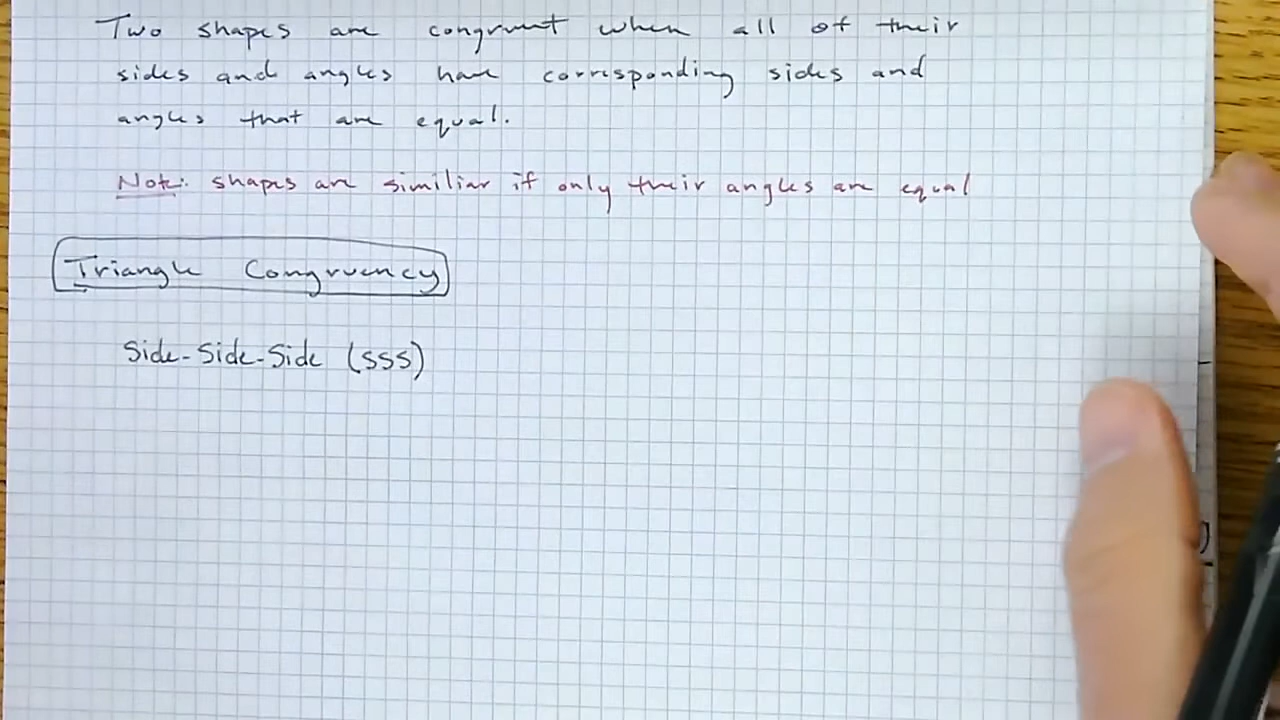 Two shapes are congruent when all of their
sides and angles have corresponding sides and
angles that are equal.
Note: shapes are similiar if only their angles are equal
Triangle Congruency
Side-Side-Side (SSS)